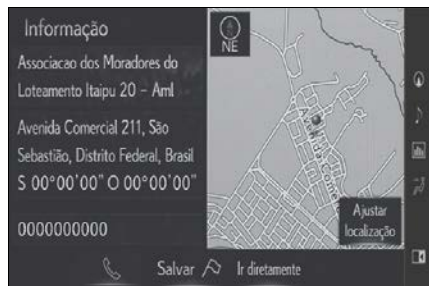 Informação
Associacao dos Moradores do
Loteamento Itaipu 20 – Aml
Avenida Comercial 211, São
Sebastião, Distrito Federal, Brasil
S 00°00'00" O 00°00'00"
0000000000
NE
Ajustar
localização
Salvar
Ir diretamente